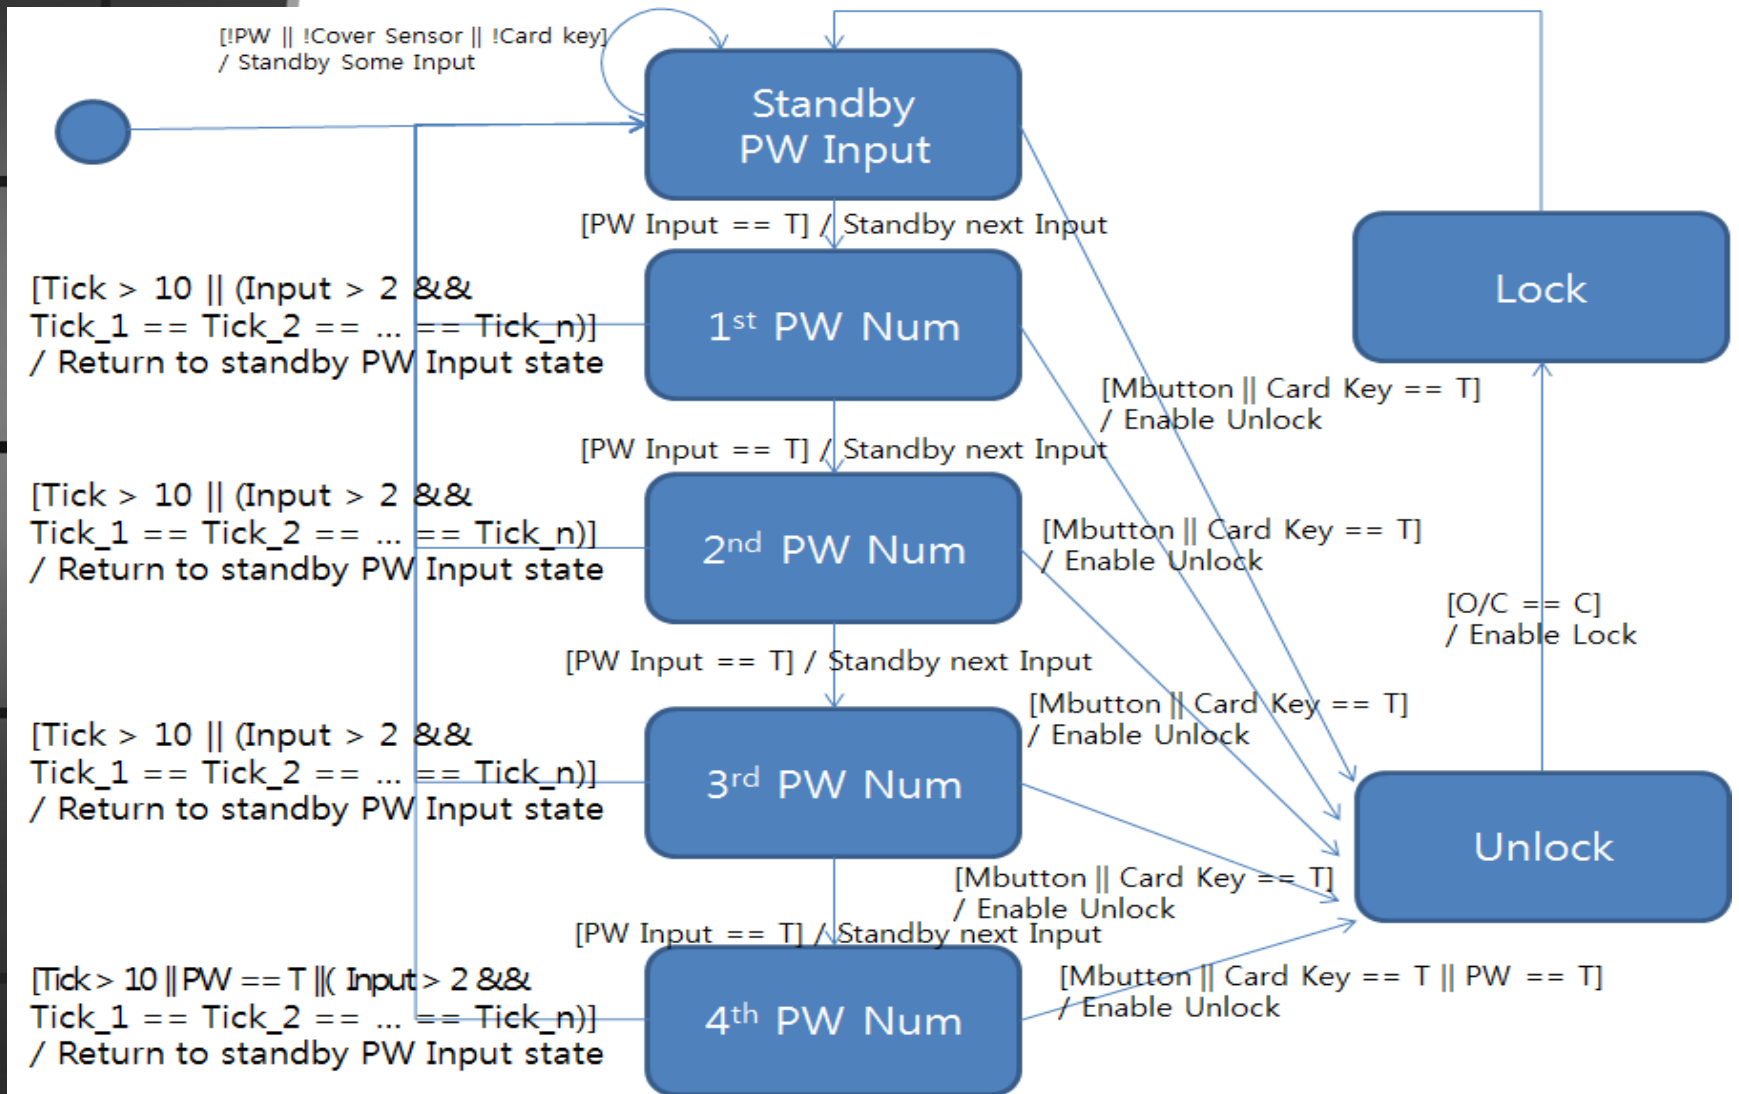 [!PW || !Cover Sensor || !Card key]
/ Standby Some Input
Standby
PW Input
[PW Input == T] / Standby next Input
[Tick > 10 || (Input > 2 &&
Tick_1 == Tick_2 == ... == Tick_n)]
/ Return to standby PW Input state
1st PW Num
Lock
[Mbutton || Card Key == T]
/ Enable Unlock
[PW Input == T] / Standby next Input
[Tick > 10 || (Input > 2 &&
Tick_1 == Tick_2 == ... == Tick_n)]
/ Return to standby PW Input state
2nd PW Num
[Mbutton || Card Key == T]
/ Enable Unlock
[O/C == C]
/ Enable Lock
[PW Input == T] / Standby next Input
[Mbutton || Card Key == T]
/ Enable Unlock
[Tick > 10 || (Input > 2 &&
Tick_1 == Tick_2 == ... == Tick_n)]
/ Return to standby PW Input state
3rd PW Num
Unlock
[Mbutton || Card Key == T]
/ Enable Unlock
[PW Input == T] / Standby next Input
[Tick > 10 || PW == T ||( Input > 2 &&
Tick_1 == Tick_2 == ... == Tick_n)]
/ Return to standby PW Input state
4th PW Num
[Mbutton || Card Key == T || PW == T]
/ Enable Unlock